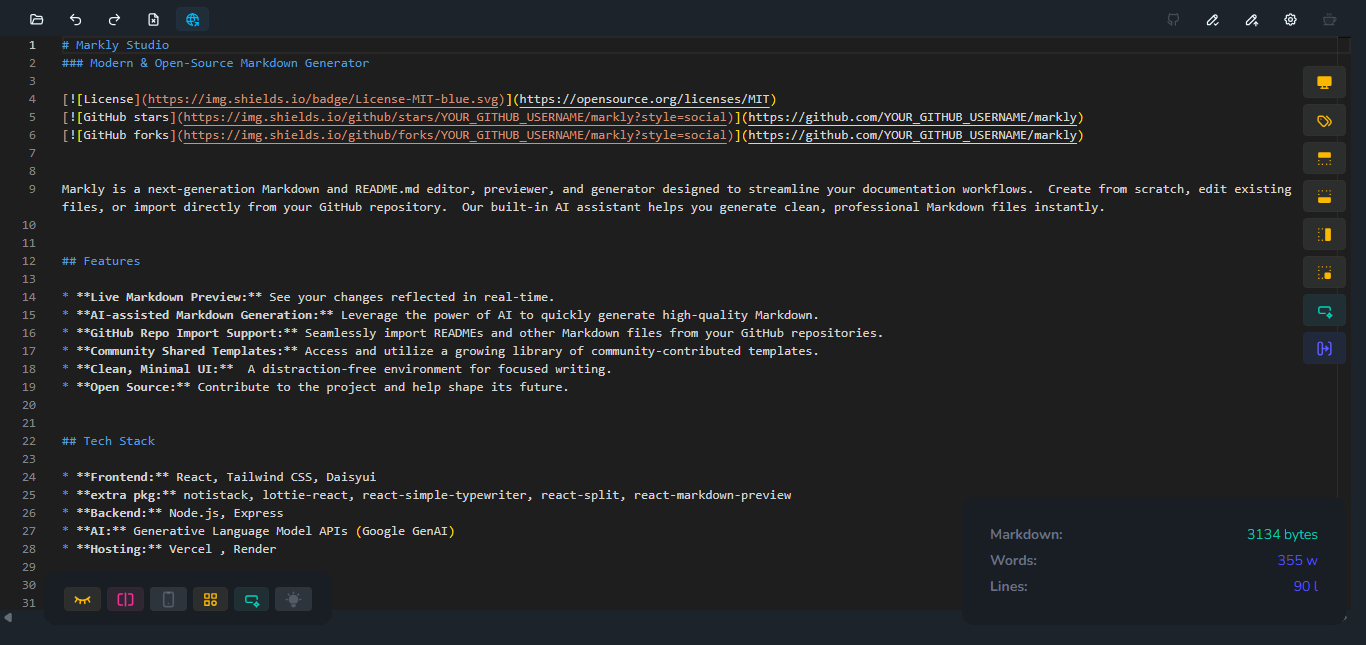 1 # Markly Studio
2 ### Modern & Open-Source Markdown Generator
3
4 [![License](https://img.shields.io/badge/License-MIT-blue.svg)](https://opensource.org/licenses/MIT)
5 [![GitHub stars](https://img.shields.io/github/stars/YOUR_GITHUB_USERNAME/markly?style=social)](https://github.com/YOUR_GITHUB_USERNAME/markly)
6 [![GitHub forks](https://img.shields.io/github/forks/YOUR_GITHUB_USERNAME/markly?style=social)](https://github.com/YOUR_GITHUB_USERNAME/markly)
7
8
9 Markly is a next-generation Markdown and README.md editor, previewer, and generator designed to streamline your documentation workflows.  Create from scratch, edit existing
files, or import directly from your GitHub repository.  Our built-in AI assistant helps you generate clean, professional Markdown files instantly.
10
11
12 ## Features
13
14 * **Live Markdown Preview:** See your changes reflected in real-time.
15 * **AI-assisted Markdown Generation:** Leverage the power of AI to quickly generate high-quality Markdown.
16 * **GitHub Repo Import Support:** Seamlessly import READMEs and other Markdown files from your GitHub repositories.
17 * **Community Shared Templates:** Access and utilize a growing library of community-contributed templates.
18 * **Clean, Minimal UI:**  A distraction-free environment for focused writing.
19 * **Open Source:** Contribute to the project and help shape its future.
20
21
22 ## Tech Stack
23
24 * **Frontend:** React, Tailwind CSS, Daisyui
25 * **extra pkg:** notistack, lottie-react, react-simple-typewriter, react-split, react-markdown-preview
26 * **Backend:** Node.js, Express
27 * **AI:** Generative Language Model APIs (Google GenAI)
28 * **Hosting:** Vercel , Render
29
30
31
Markdown: 3134 bytes
Words: 355 w
Lines: 90 l